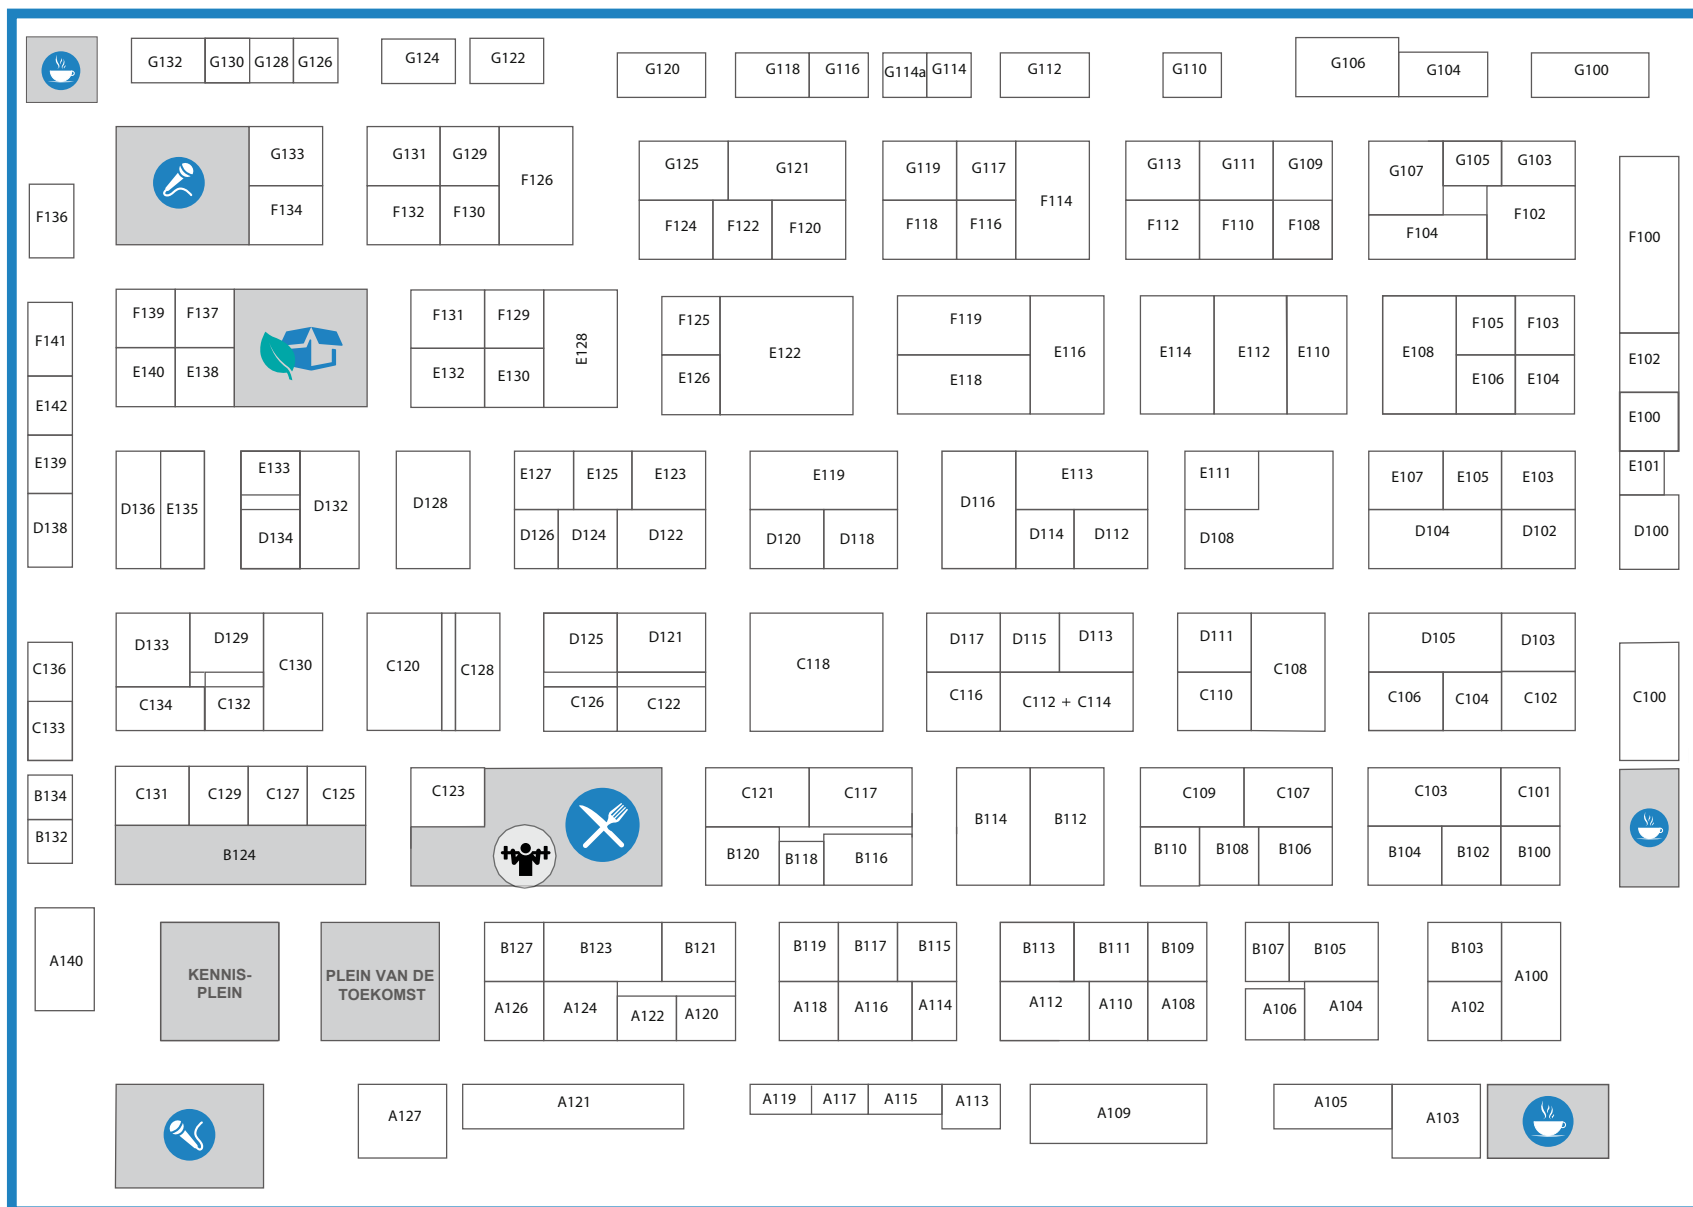 G132 G130 G128 G126 G124 G122 G120 G118 G116 G114a G114 G112 G110 G106 G104 G100
G133 G131 G129 F126 G125 G121 G119 G117 F114 G113 G111 G109 G107 G105 G103
F136 F134 F132 F130 F124 F122 F120 F118 F116 F112 F110 F108 F104 F102 F100
F141 F139 F137 F131 F129 E128 F125 E122 F119 E116 E114 E112 E110 E108 F105 F103 E102
E142 E140 E138 E132 E130 E126 E118 E106 E104 E100
E139 E133 E127 E125 E123 E119 E113 E111 E107 E105 E103 E101
D138 D136 E135 D134 D132 D128 D126 D124 D122 D120 D118 D116 D114 D112 D108 D104 D102 D100
C136 D133 D129 C130 C120 C128 D125 D121 C118 D117 D115 D113 D111 C108 D105 D103 C100
C133 C134 C132 C126 C122 C116 C112 + C114 C110 C106 C104 C102
B134 C131 C129 C127 C125 C123 C121 C117 B114 B112 C109 C107 C103 C101
B132 B124 B120 B118 B116 B110 B108 B106 B104 B102 B100
A140 B127 B123 B121 B119 B117 B115 B113 B111 B109 B107 B105 B103 A100
KENNIS-
PLEIN
PLEIN VAN DE
TOEKOMST
A126 A124 A122 A120 A118 A116 A114 A112 A110 A108 A106 A104 A102
A127 A121 A119 A117 A115 A113 A109 A105 A103